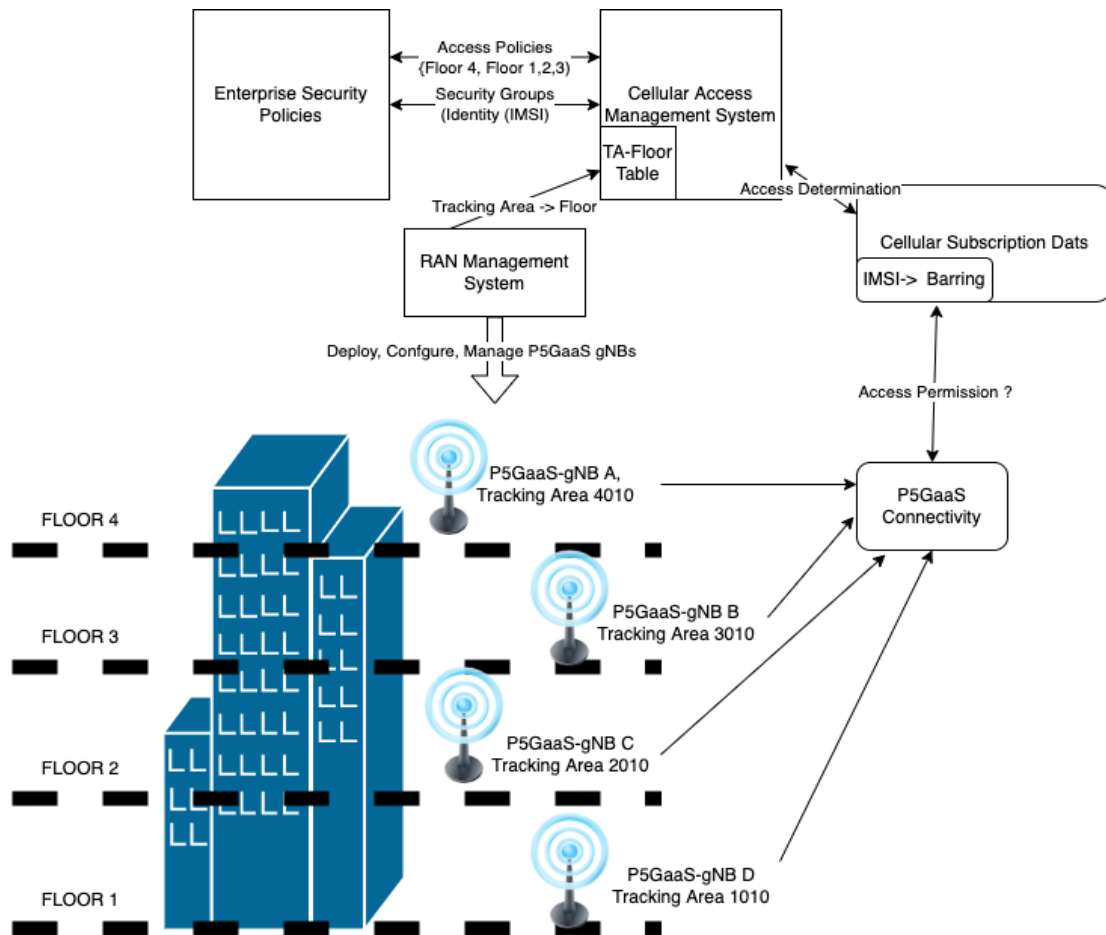 Access Policies
{Floor 4, Floor 1,2,3)
Enterprise Security
Policies
Security Groups
(Identity (IMSI)
Cellular Access
Management System
TA-Floor
Table
Access Determination
Tracking Area -> Floor
Cellular Subscription Dats
IMSI-> Barring
RAN Management
System
Deploy, Confgure, Manage P5GaaS gNBs
Access Permission ?
P5GaaS-gNB A,
Tracking Area 4010
P5GaaS
Connectivity
FLOOR 4
P5GaaS-gNB B
Tracking Area 3010
FLOOR 3
P5GaaS-gNB C
Tracking Area 2010
FLOOR 2
P5GaaS-gNB D
Tracking Area 1010
FLOOR 1